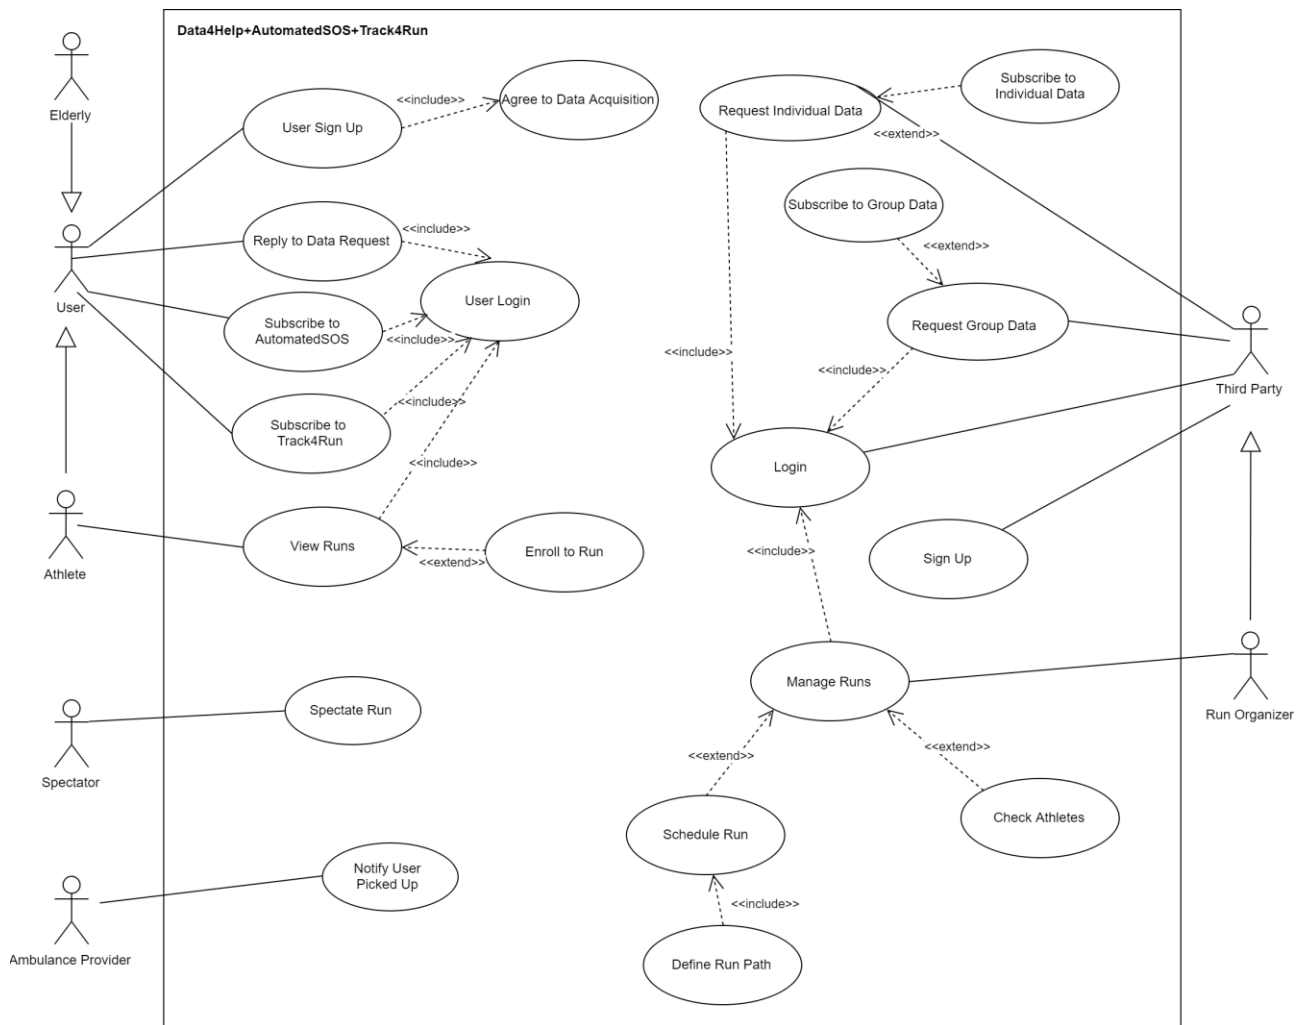 Data4Help+AutomatedSOS+Track4Run
Elderly
User Sign Up
<<include>>
Agree to Data Acquisition
Request Individual Data
Subscribe to
Individual Data
<<extend>>
Subscribe to Group Data
<<extend>>
Reply to Data Request
<<include>>
User Login
User
Subscribe to
AutomatedSOS
<<include>>
Request Group Data
<<include>>
<<include>>
Third Party
Subscribe to
Track4Run
<<include>>
<<include>>
Login
View Runs
<<extend>>
Enroll to Run
<<include>>
Sign Up
Athlete
Manage Runs
Run Organizer
Spectate Run
Spectator
<<extend>>
<<extend>>
Schedule Run
Check Athletes
Notify User
Picked Up
<<include>>
Ambulance Provider
Define Run Path